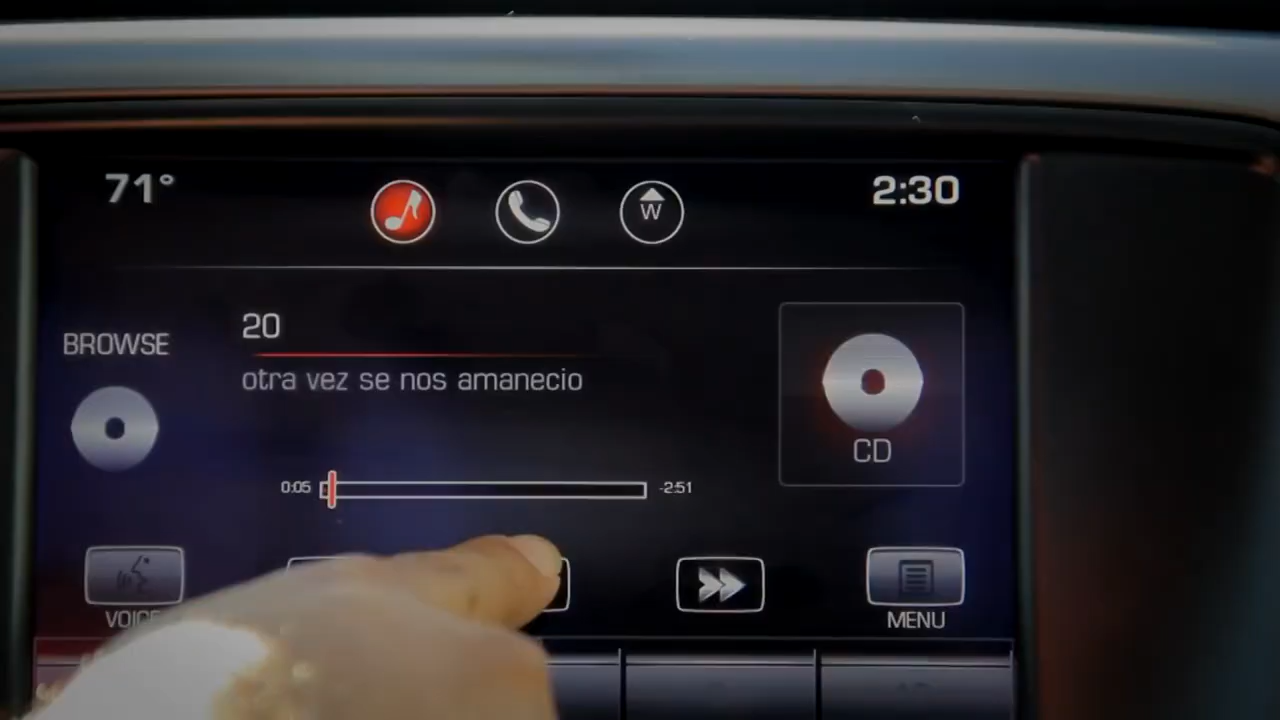 71°
W
2:30
BROWSE
20
otra vez se nos amanecio
CD
0:05
-2:51
VOICE
MENU